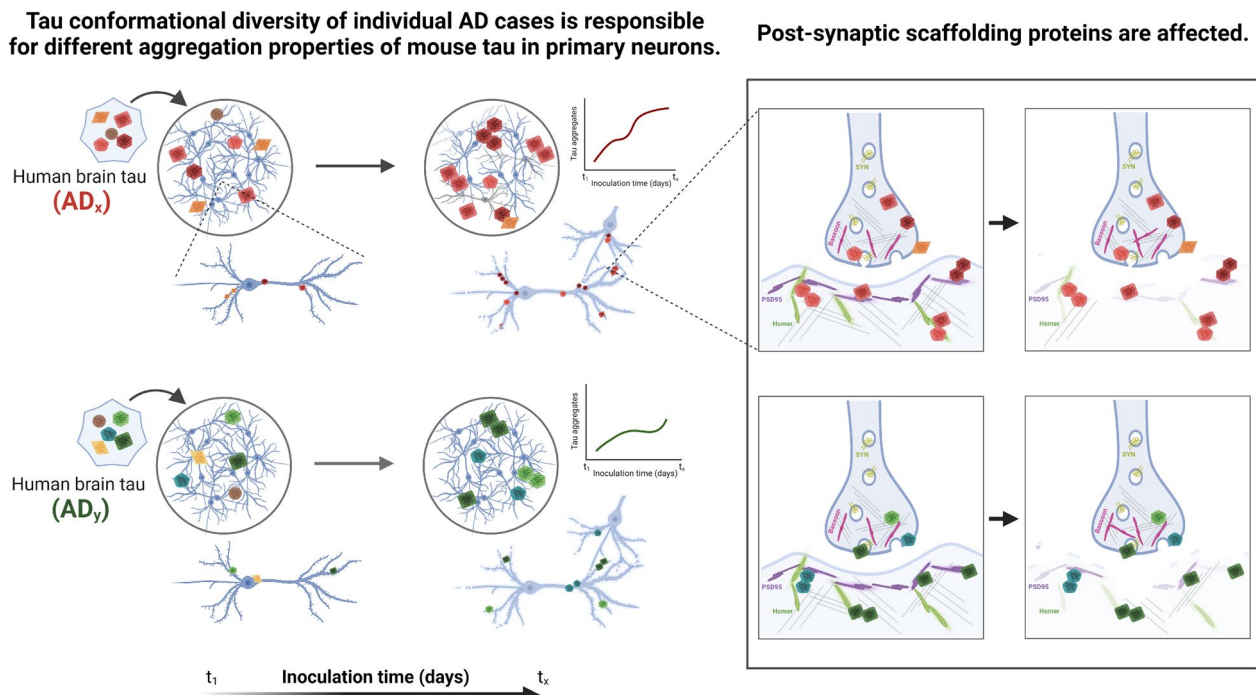 Tau conformational diversity of individual AD cases is responsible
for different aggregation properties of mouse tau in primary neurons.
Post-synaptic scaffolding proteins are affected.
Human brain tau
(ADx)
Tau aggregates
t1 Inoculation time (days) tx
SYN
Bassoon
PSD95
Homer
SYN
Bassoon
PSD95
Homer
Human brain tau
(ADy)
Tau aggregates
t1 Inoculation time (days) tx
SYN
Bassoon
PSD95
Homer
SYN
Bassoon
PSD95
Homer
t1 Inoculation time (days) tx